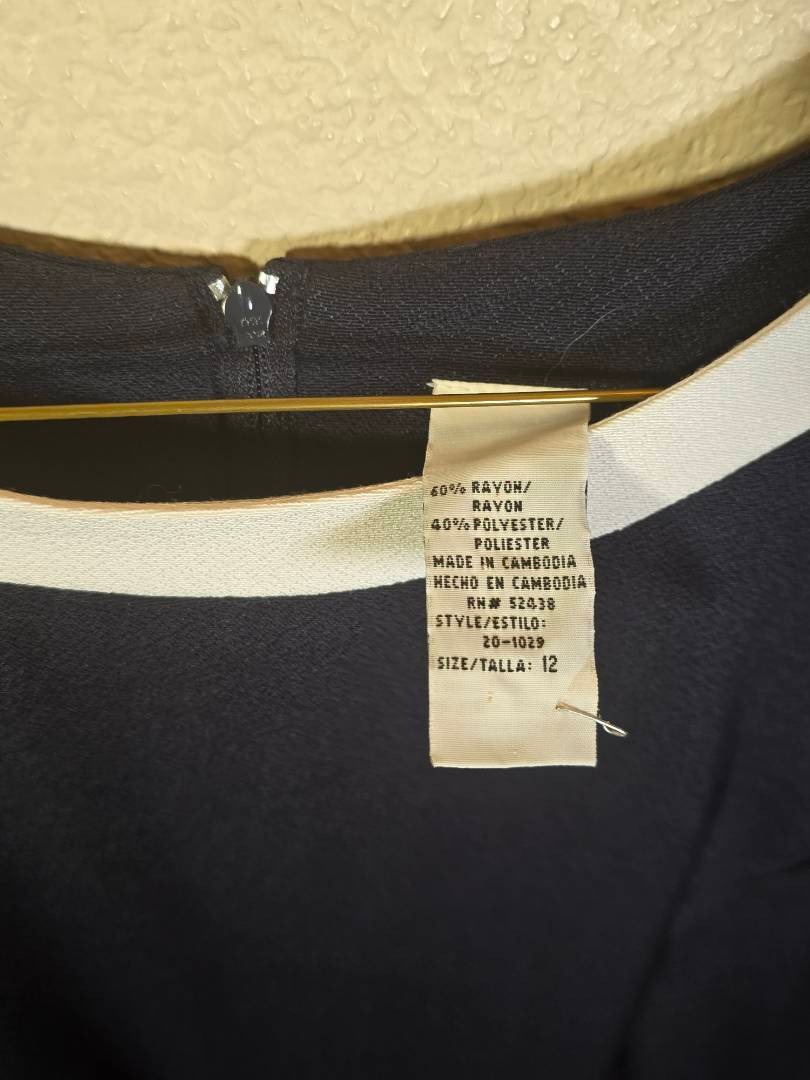 60% RAYON/
RAYON
40% POLYESTER/
POLIESTER
MADE IN CAMBODIA
HECHO EN CAMBODIA
RN# 52438
STYLE/ESTILO:
20-1029
SIZE/TALLA: 12